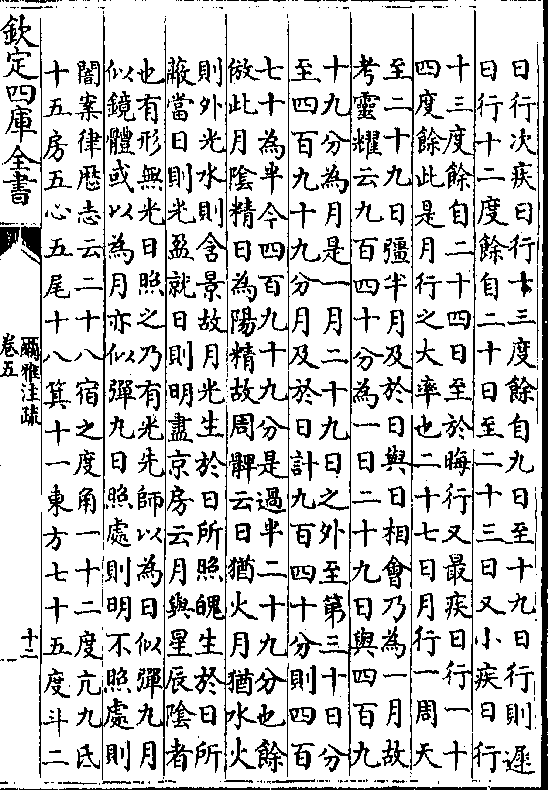 日行次疾日行十三度餘自九日至十九日行則遲
日行十二度餘自二十日至二十三日又小疾日行
十三度餘自二十四日至於晦行又最疾日行一十
四度餘此是月行之大率也二十七日月行一周天
至二十九日彊半月及於日與日相會乃為一月故
考靈耀云九百四十分為一日二十九日與四百九
十九分為月是一月二十九日之外至第三十日分
至四百九十九分月及於日計九百四十分則四百
七十為半今四百九十九分是過半二十九分也餘
倣此月陰精日為陽精故周髀云日猶火月猶水火
則外光水則含景故月光生於日所照魄生於日所
蔽當日則光盈就日則明盡京房云月與星辰陰者
也有形無光日照之乃有光先師以為日似彈丸月
似鏡體或以為月亦似彈丸日照處則明不照處則
闇案律歴志云二十八宿之度角一十二度亢九氐
十五房五心五尾十八箕十一東方七十五度斗二
欽定四庫全書
爾雅注疏
卷五
十二